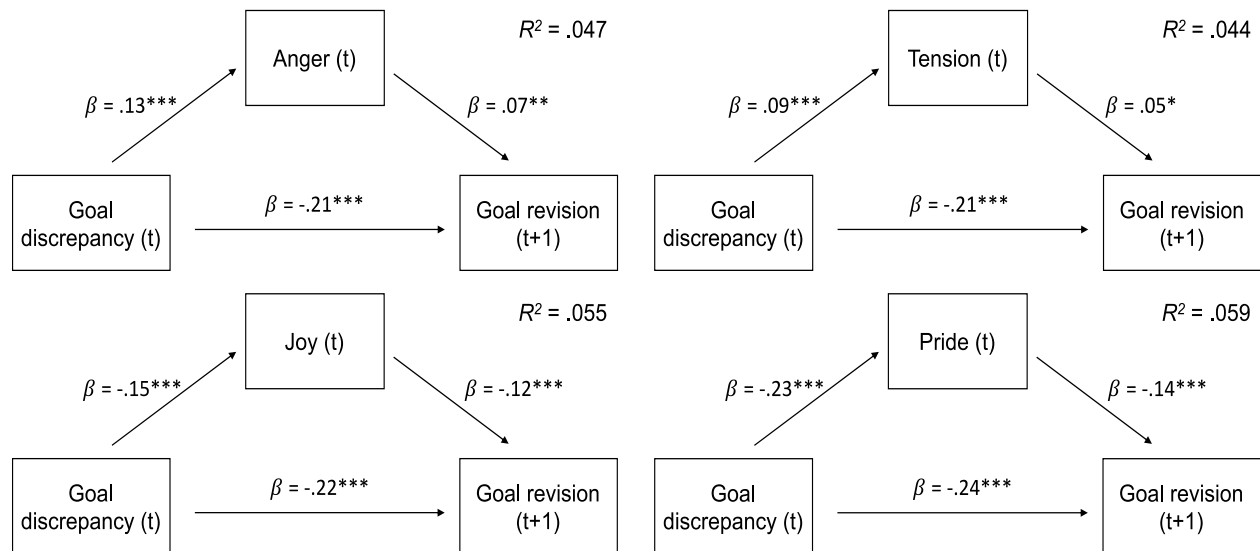 Anger (t)
R² = .047
β = .13***
β = .07**
Goal
discrepancy (t)
β = -.21***
Goal revision
(t+1)
Tension (t)
R² = .044
β = .09***
β = .05*
Goal
discrepancy (t)
β = -.21***
Goal revision
(t+1)
Joy (t)
R² = .055
β = -.15***
β = -.12***
Goal
discrepancy (t)
β = -.22***
Goal revision
(t+1)
Pride (t)
R² = .059
β = -.23***
β = -.14***
Goal
discrepancy (t)
β = -.24***
Goal revision
(t+1)